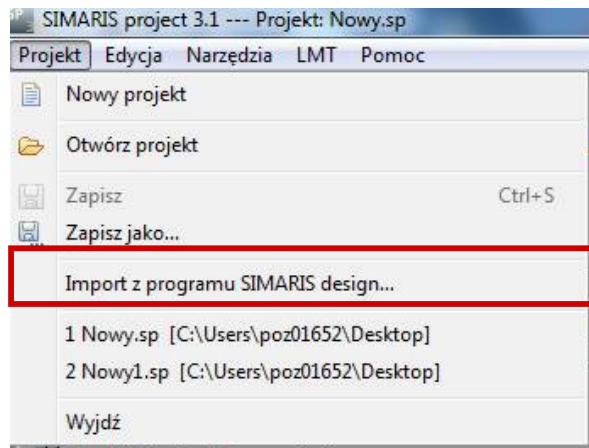 SIMARIS project 3.1 --- Projekt: Nowy.sp
Projekt Edycja Narzędzia LMT Pomoc
Nowy projekt
Otwórz projekt
Zapisz Ctrl+S
Zapisz jako...
Import z programu SIMARIS design...
1 Nowy.sp [C:\Users\poz01652\Desktop]
2 Nowy1.sp [C:\Users\poz01652\Desktop]
Wyjdź